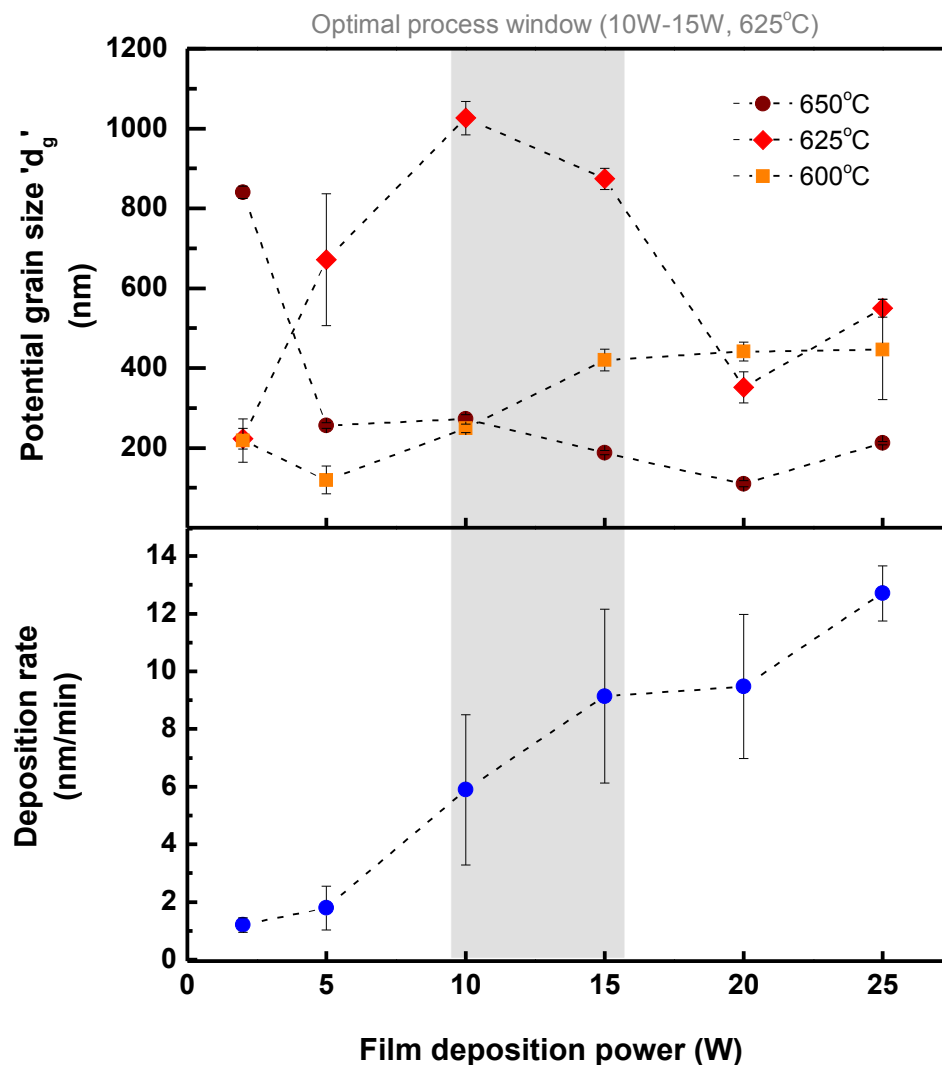 Optimal process window (10W-15W, 625°C)
1200
1000
800
600
400
200
Potential grain size 'd_g'
(nm)
650°C
625°C
600°C
14
12
10
8
6
4
2
0
Deposition rate
(nm/min)
0 5 10 15 20 25
Film deposition power (W)